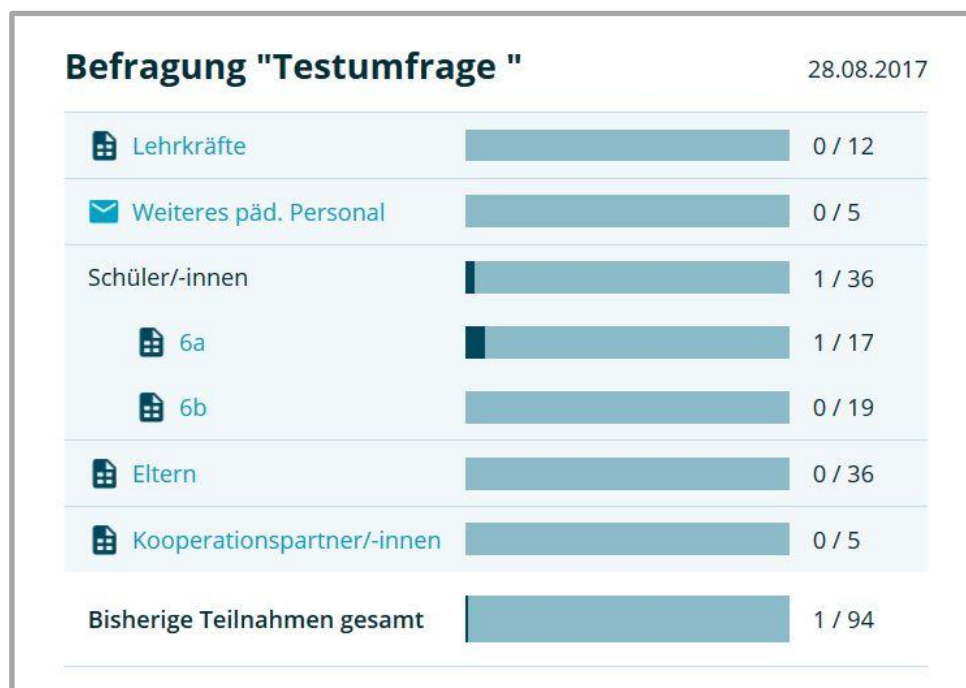 Befragung "Testumfrage " 28.08.2017
Lehrkräfte 0 / 12
Weiteres päd. Personal 0 / 5
Schüler/-innen 1 / 36
6a 1 / 17
6b 0 / 19
Eltern 0 / 36
Kooperationspartner/-innen 0 / 5
Bisherige Teilnahmen gesamt 1 / 94